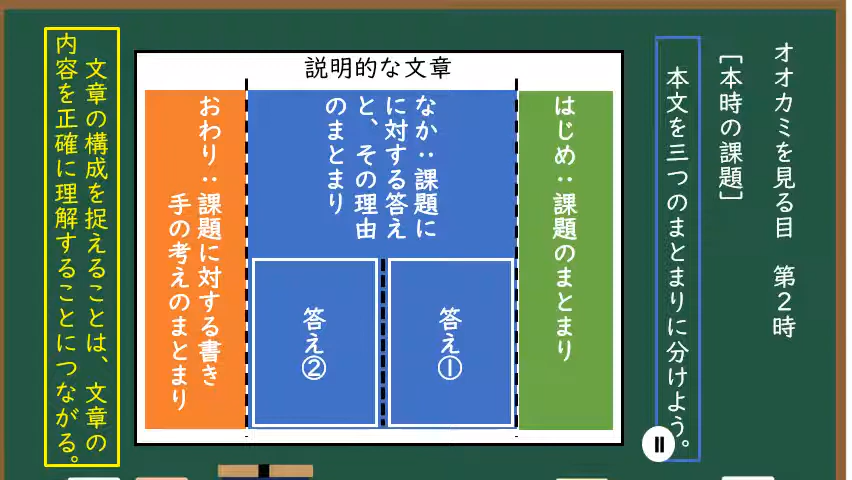 オオカミを見る目　第２時
［本時の課題］
本文を三つのまとまりに分けよう。
説明的な文章
はじめ：課題のまとまり
なか：課題に
に対する答え
と、その理由
のまとまり
答え①
答え②
おわり：課題に対する書き
手の考えのまとまり
文章の構成を捉えることは、文章の
内容を正確に理解することにつながる。